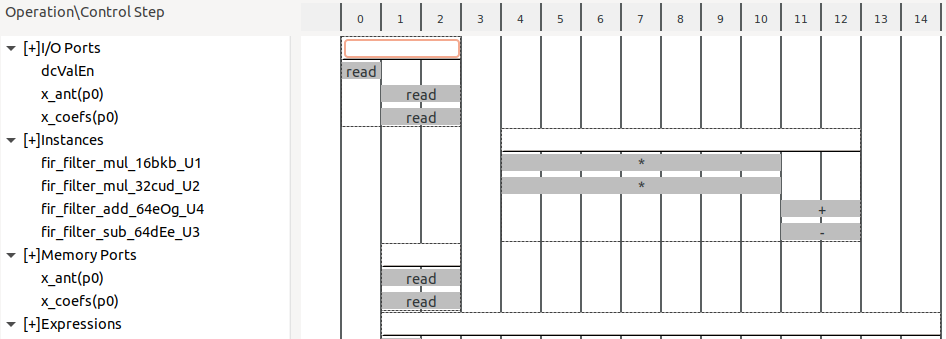 Operation\Control Step 0 1 2 3 4 5 6 7 8 9 10 11 12 13 14
[+]I/O Ports
dcValEn read
x_ant(p0) read
x_coefs(p0) read
[+]Instances
fir_filter_mul_16bkb_U1 *
fir_filter_mul_32cud_U2 *
fir_filter_add_64eOg_U4 +
fir_filter_sub_64dEe_U3 -
[+]Memory Ports
x_ant(p0) read
x_coefs(p0) read
[+]Expressions